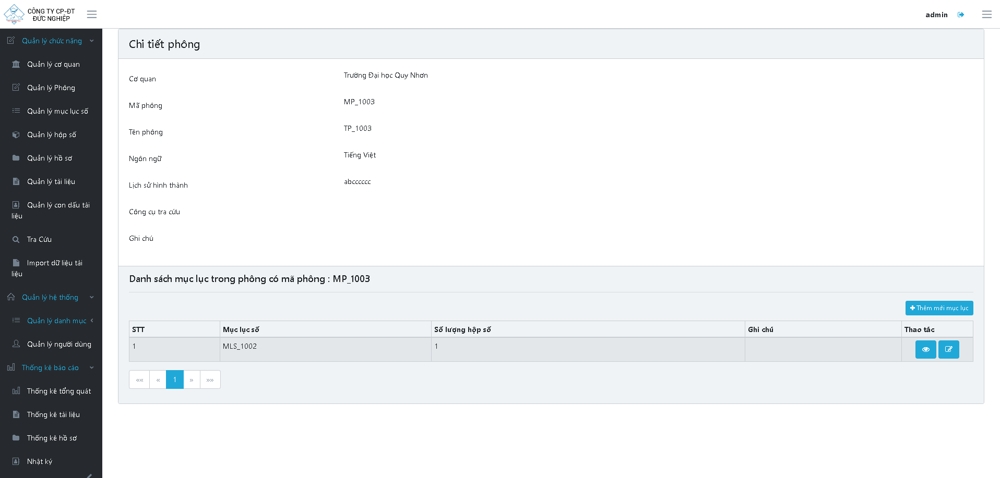 CÔNG TY CP-ĐT
ĐỨC NGHIỆP
admin
Quản lý chức năng
Quản lý cơ quan
Quản lý Phông
Quản lý mục lục số
Quản lý hộp số
Quản lý hồ sơ
Quản lý tài liệu
Quản lý con dấu tài
liệu
Tra Cứu
Import dữ liệu tài
liệu
Quản lý hệ thống
Quản lý danh mục
Quản lý người dùng
Thống kê báo cáo
Thống kê tổng quát
Thống kê tài liệu
Thống kê hồ sơ
Nhật ký
Chi tiết phông
Cơ quan Trường Đại học Quy Nhơn
Mã phông MP_1003
Tên phông TP_1003
Ngôn ngữ Tiếng Việt
Lịch sử hình thành abcccccc
Công cụ tra cứu
Ghi chú
Danh sách mục lục trong phông có mã phông : MP_1003
Thêm mới mục lục
STT Mục lục số Số lượng hộp số Ghi chú Thao tác
1 MLS_1002 1
«« « 1 » »»